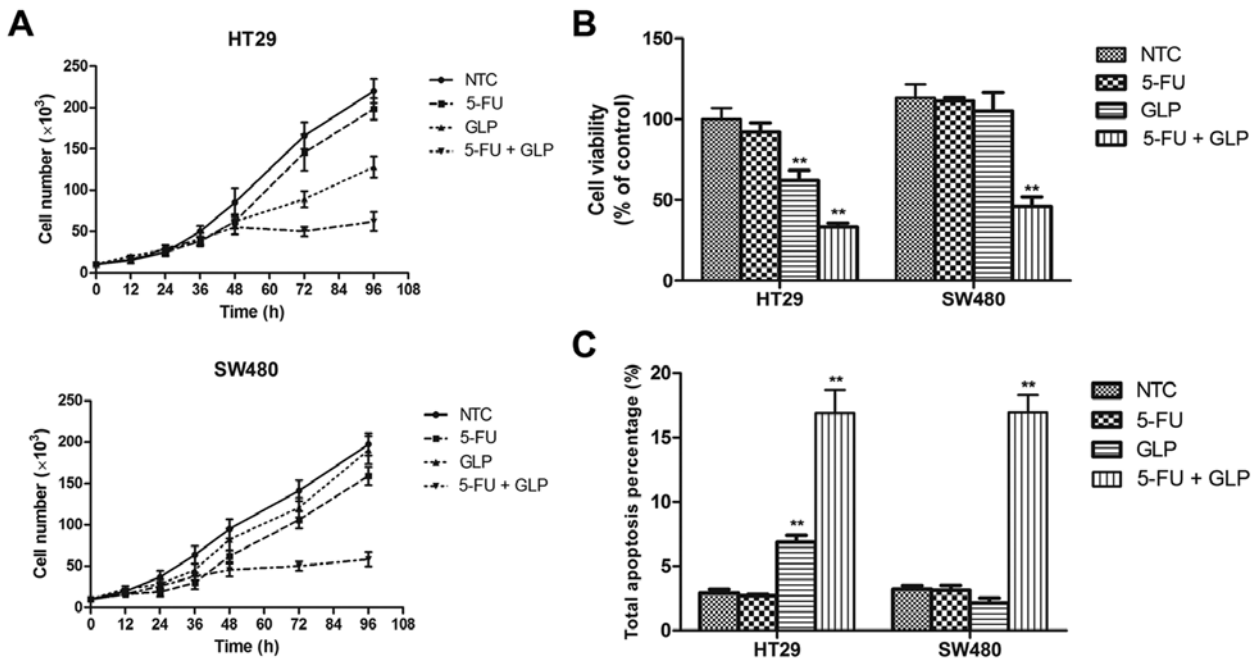 A
HT29
Cell number (×10³)
250
200
150
100
50
0
0 12 24 36 48 60 72 84 96 108
Time (h)
NTC
5-FU
GLP
5-FU + GLP
SW480
Cell number (×10³)
250
200
150
100
50
0
0 12 24 36 48 60 72 84 96 108
Time (h)
NTC
5-FU
GLP
5-FU + GLP
B
Cell viability
(% of control)
150
100
50
0
**
**
**
HT29 SW480
NTC
5-FU
GLP
5-FU + GLP
C
Total apoptosis percentage (%)
20
15
10
5
0
**
**
**
HT29 SW480
NTC
5-FU
GLP
5-FU + GLP